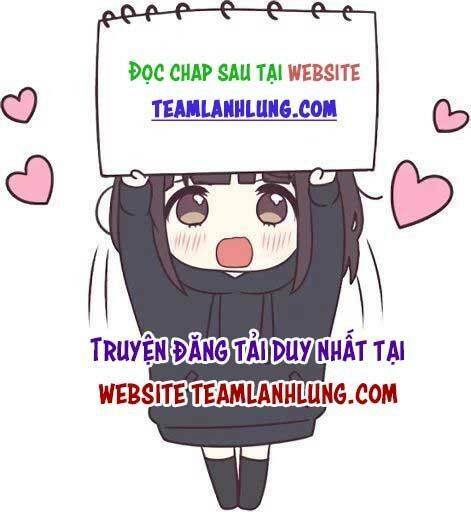 ĐỌC CHAP SAU TẠI WEBSITE
TEAMLANHLUNG.COM
TRUYỆN ĐĂNG TẢI DUY NHẤT TẠI
WEBSITE TEAMLANHLUNG.COM